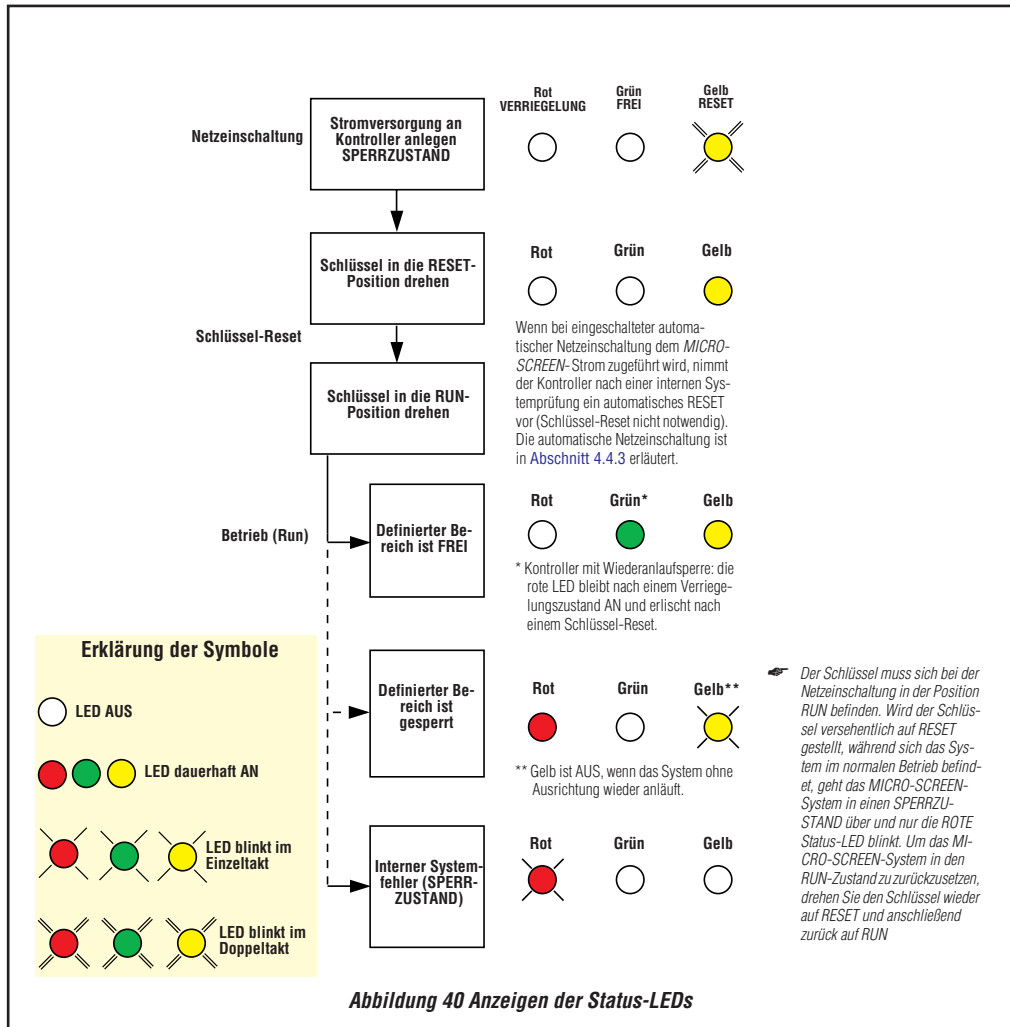 Netzeinschaltung
Stromversorgung an
Kontroller anlegen
SPERRZUSTAND
Rot
VERRIEGELUNG
Grün
FREI
Gelb
RESET
Schlüssel in die RESET-
Position drehen
Rot
Grün
Gelb
Schlüssel-Reset
Wenn bei eingeschalteter automa-
tischer Netzeinschaltung dem MICRO-
SCREEN-Strom zugeführt wird, nimmt
der Kontroller nach einer internen Sys-
temprüfung ein automatisches RESET
vor (Schlüssel-Reset nicht notwendig).
Die automatische Netzeinschaltung ist
in Abschnitt 4.4.3 erläutert.
Schlüssel in die RUN-
Position drehen
Betrieb (Run)
Definierter Be-
reich ist FREI
Rot
Grün*
Gelb
* Kontroller mit Wiederanlaufsperre: die
rote LED bleibt nach einem Verriege-
lungszustand AN und erlischt nach
einem Schlüssel-Reset.
Erklärung der Symbole
LED AUS
LED dauerhaft AN
LED blinkt im
Einzeltakt
LED blinkt im
Doppeltakt
Definierter Be-
reich ist
gesperrt
Rot
Grün
Gelb**
** Gelb ist AUS, wenn das System ohne
Ausrichtung wieder anläuft.
Interner System-
fehler (SPERR-
ZUSTAND)
Rot
Grün
Gelb
☛ Der Schlüssel muss sich bei der
Netzeinschaltung in der Position
RUN befinden. Wird der Schlüs-
sel versehentlich auf RESET
gestellt, während sich das Sys-
tem im normalen Betrieb befind-
et, geht das MICRO-SCREEN-
System in einen SPERRZU-
STAND über und nur die ROTE
Status-LED blinkt. Um das MI-
CRO-SCREEN-System in den
RUN-Zustand zu zurückzusetzen,
drehen Sie den Schlüssel wieder
auf RESET und anschließend
zurück auf RUN
Abbildung 40 Anzeigen der Status-LEDs